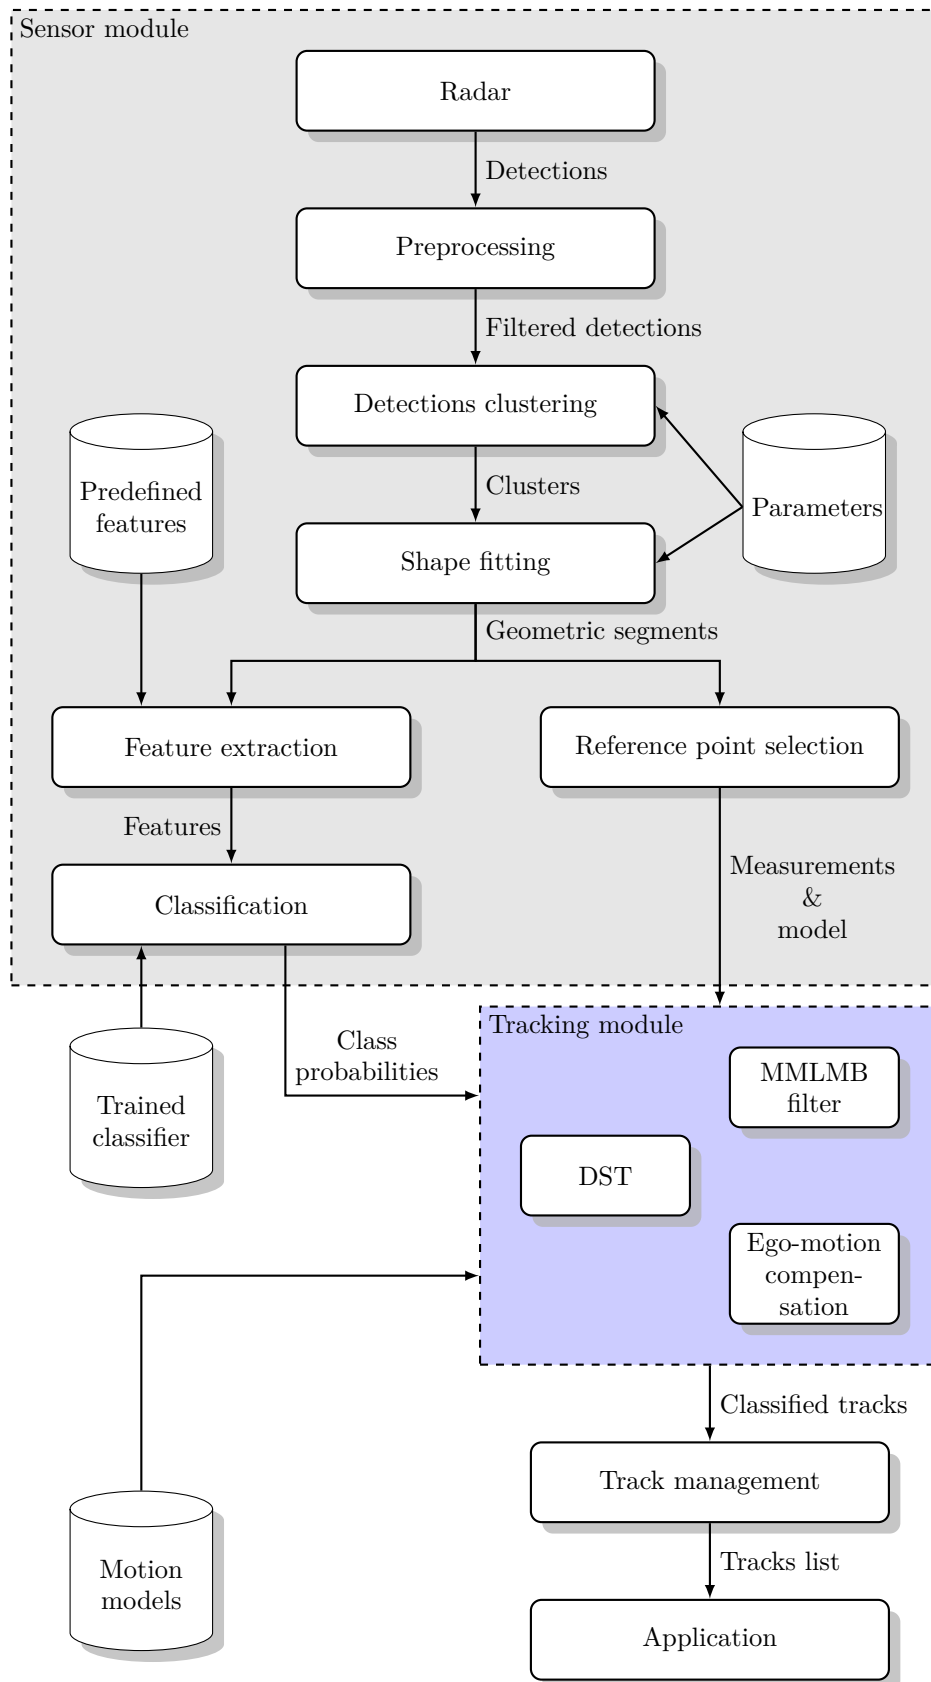 Sensor module
Radar
Detections
Preprocessing
Filtered detections
Detections clustering
Predefined
features
Clusters
Parameters
Shape fitting
Geometric segments
Feature extraction
Reference point selection
Features
Measurements
&
model
Classification
Tracking module
Class
probabilities
MMLMB
filter
Trained
classifier
DST
Ego-motion
compen-
sation
Classified tracks
Track management
Motion
models
Tracks list
Application